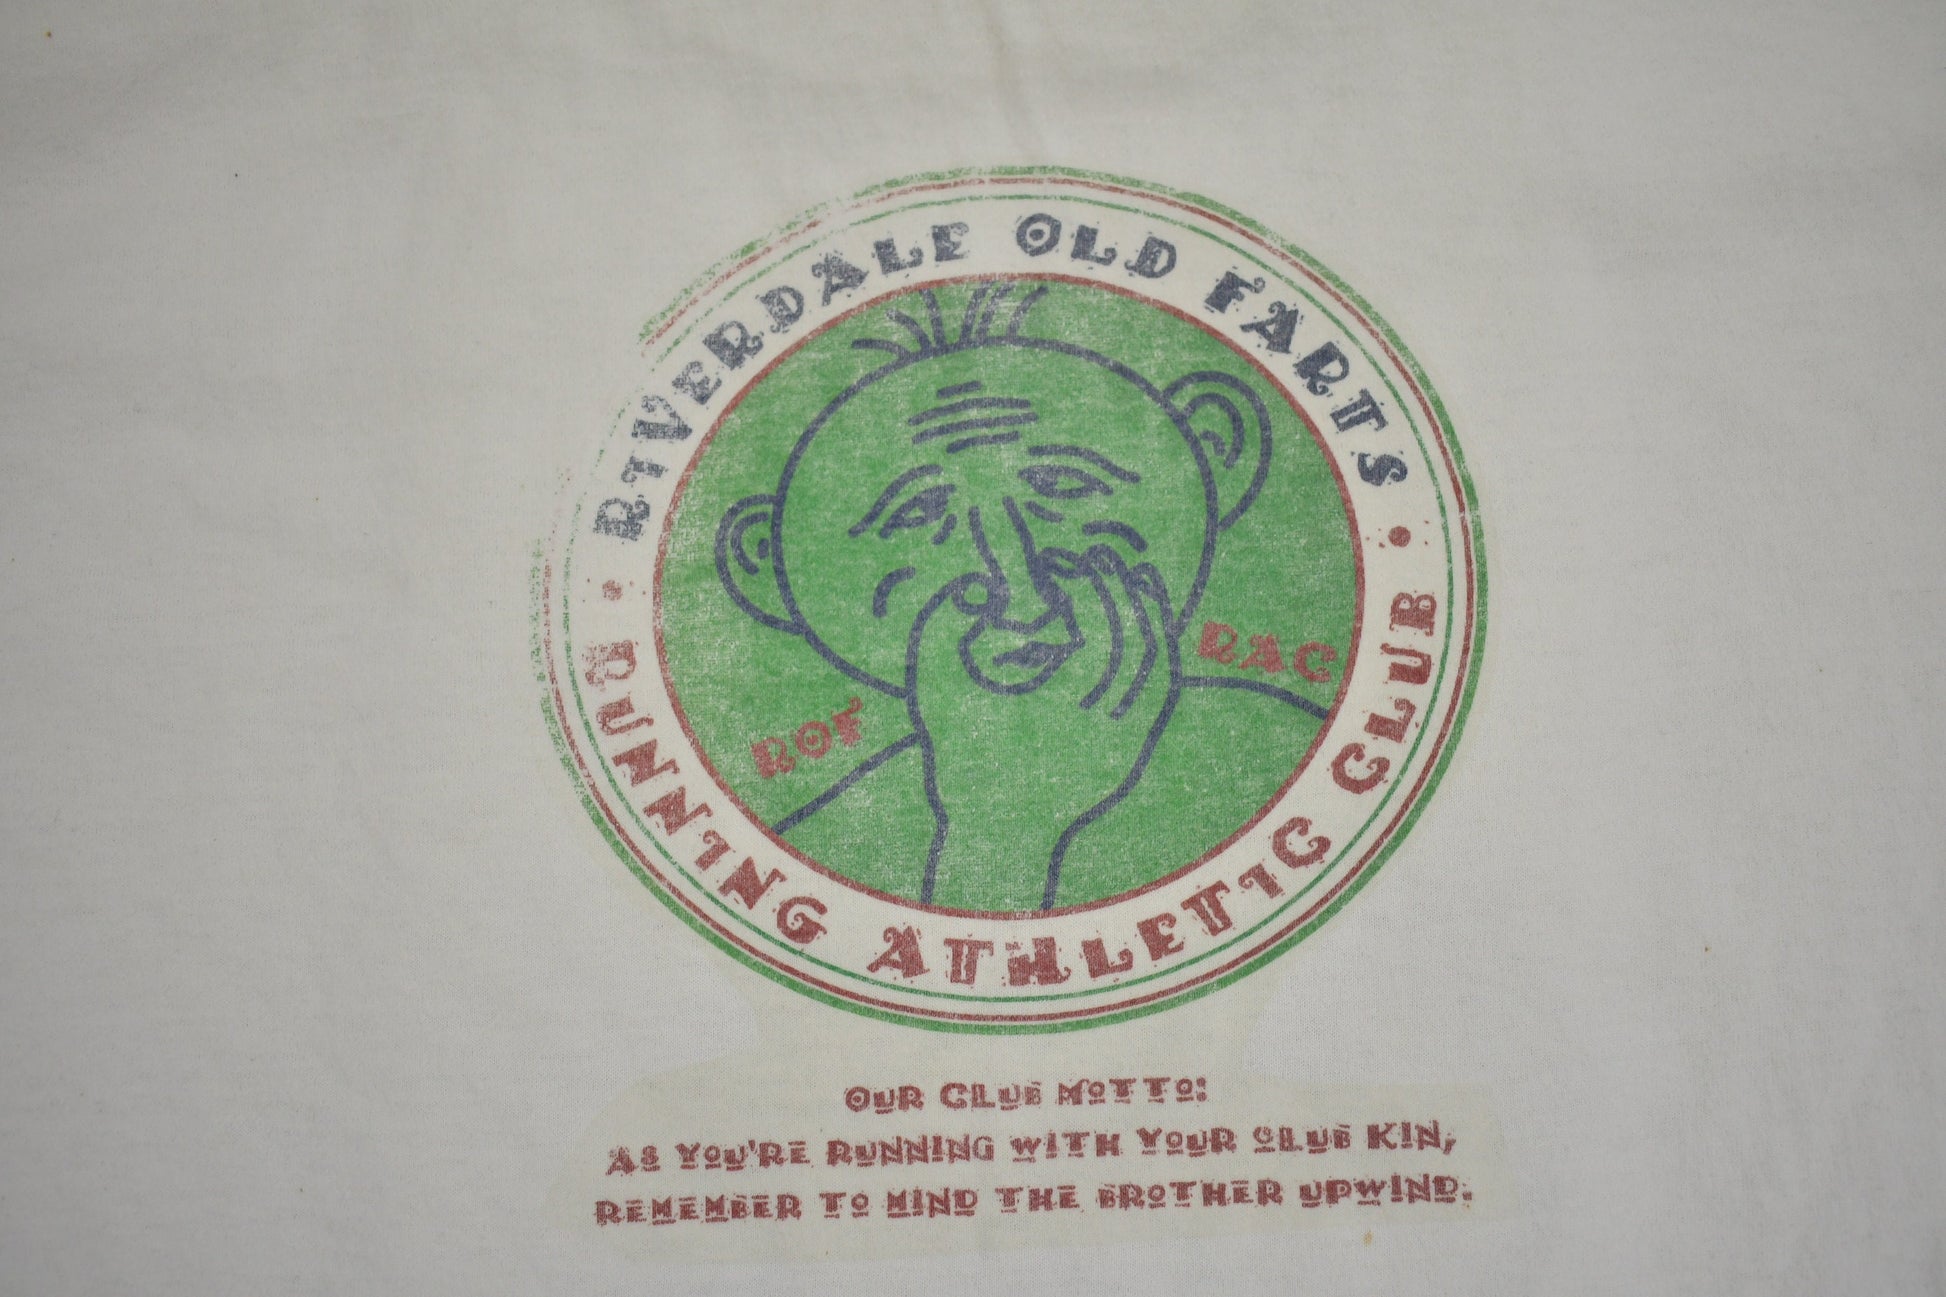 RIVERDALE OLD FARTS
ROF
RAC
RUNNING ATHLETIC CLUB
OUR CLUB MOTTO:
AS YOU'RE RUNNING WITH YOUR CLUB KIN,
REMEMBER TO MIND THE BROTHER UPWIND.